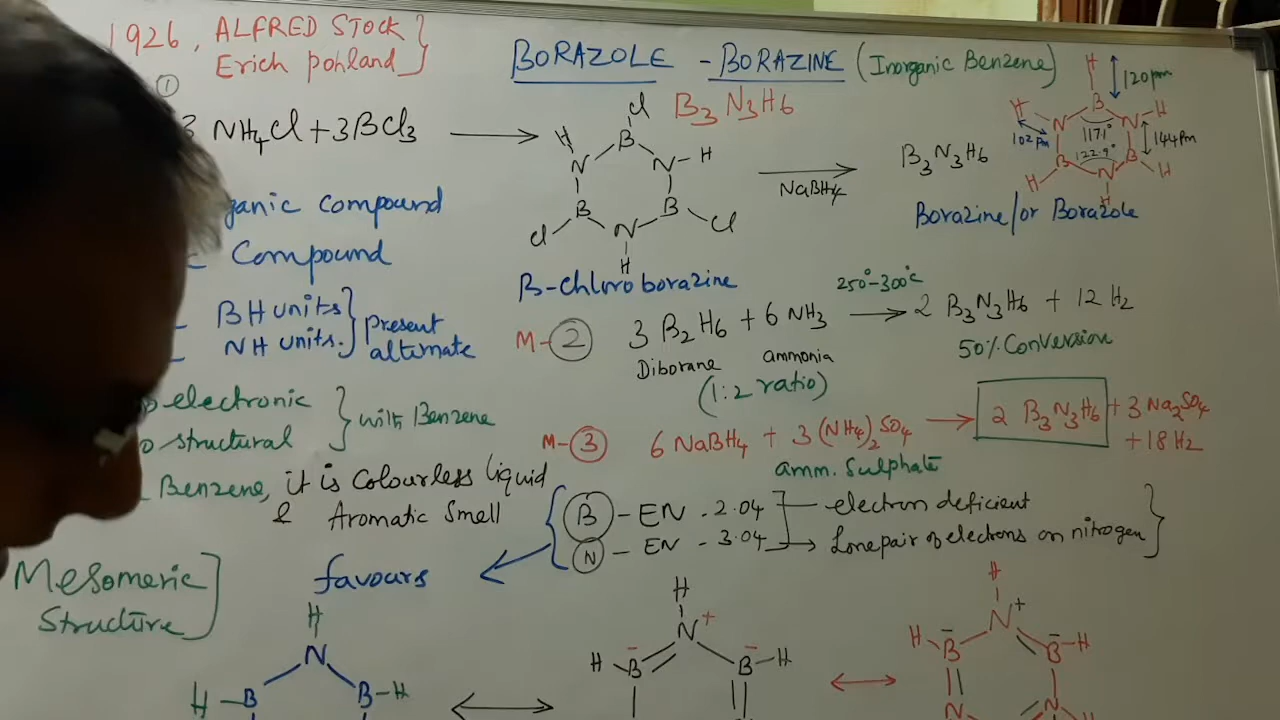 1926, ALFRED STOCK
Erich pohland
BORAZOLE - BORAZINE (Inorganic Benzene)
①
3 NH₄Cl + 3BCl₃ ⟶
Cl
B₃N₃H₆
H
B
N
N-H
B
B
Cl
N
Cl
H
NaBH₄
B₃N₃H₆
H
120pm
H
B
H
N
N
102pm
117°
144pm
122.9°
B
B
H
N
H
H
Borazine/or Borazole
B-chloroborazine
compound
Compound
BH units
NH units.
present
alternate
M-② 3 B₂H₆ + 6 NH₃ ⟶ 2 B₃N₃H₆ + 12 H₂
250°-300°c
Diborane ammonia
50% Conversion
(1:2 ratio)
electronic
structural
with Benzene
M-③ 6 NaBH₄ + 3 (NH₄)₂SO₄ ⟶ 2 B₃N₃H₆ + 3 Na₂SO₄
+ 18 H₂
amm. Sulphate
Benzene, it is Colourless liquid
& Aromatic Smell
B - EN - 2.04 — electron deficient
N - EN - 3.04 → Lonepair of electrons on nitrogen
favours
Mesomeric
Structure
H
N
H-B
B-H
H
N+
H-B-
B--H
H
N+
H-B-
B--H
N
N